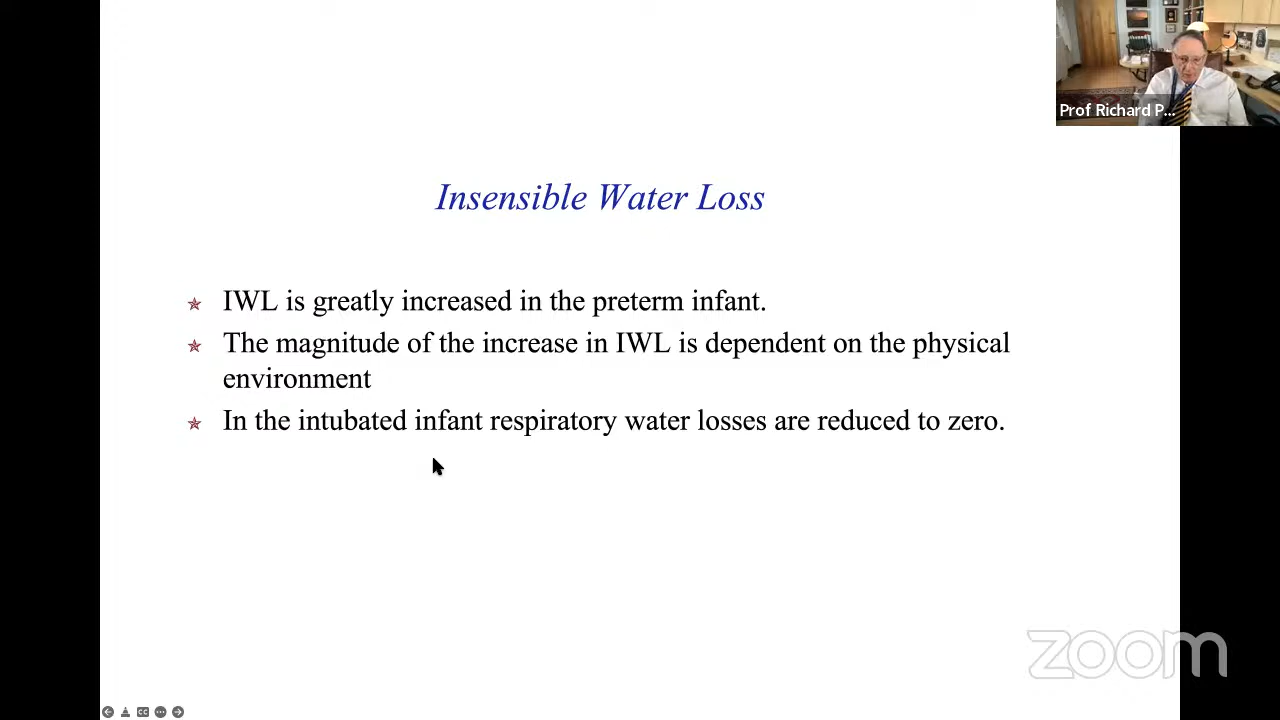 Prof Richard P...
Insensible Water Loss
IWL is greatly increased in the preterm infant.
The magnitude of the increase in IWL is dependent on the physical
environment
In the intubated infant respiratory water losses are reduced to zero.
zoom
CC